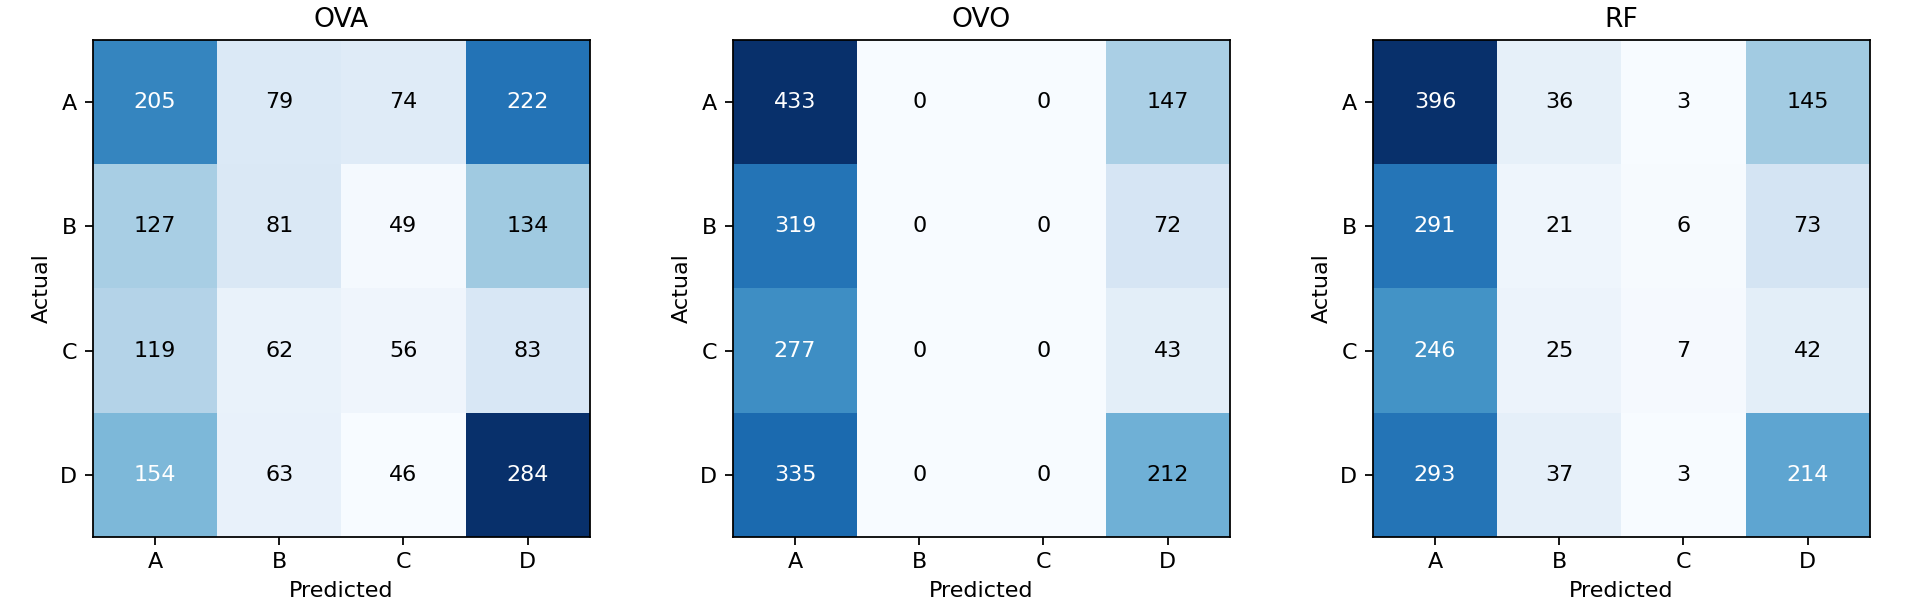 OVA
A 205 79 74 222
B 127 81 49 134
C 119 62 56 83
D 154 63 46 284
A B C D
Predicted
Actual
OVO
A 433 0 0 147
B 319 0 0 72
C 277 0 0 43
D 335 0 0 212
A B C D
Predicted
Actual
RF
A 396 36 3 145
B 291 21 6 73
C 246 25 7 42
D 293 37 3 214
A B C D
Predicted
Actual